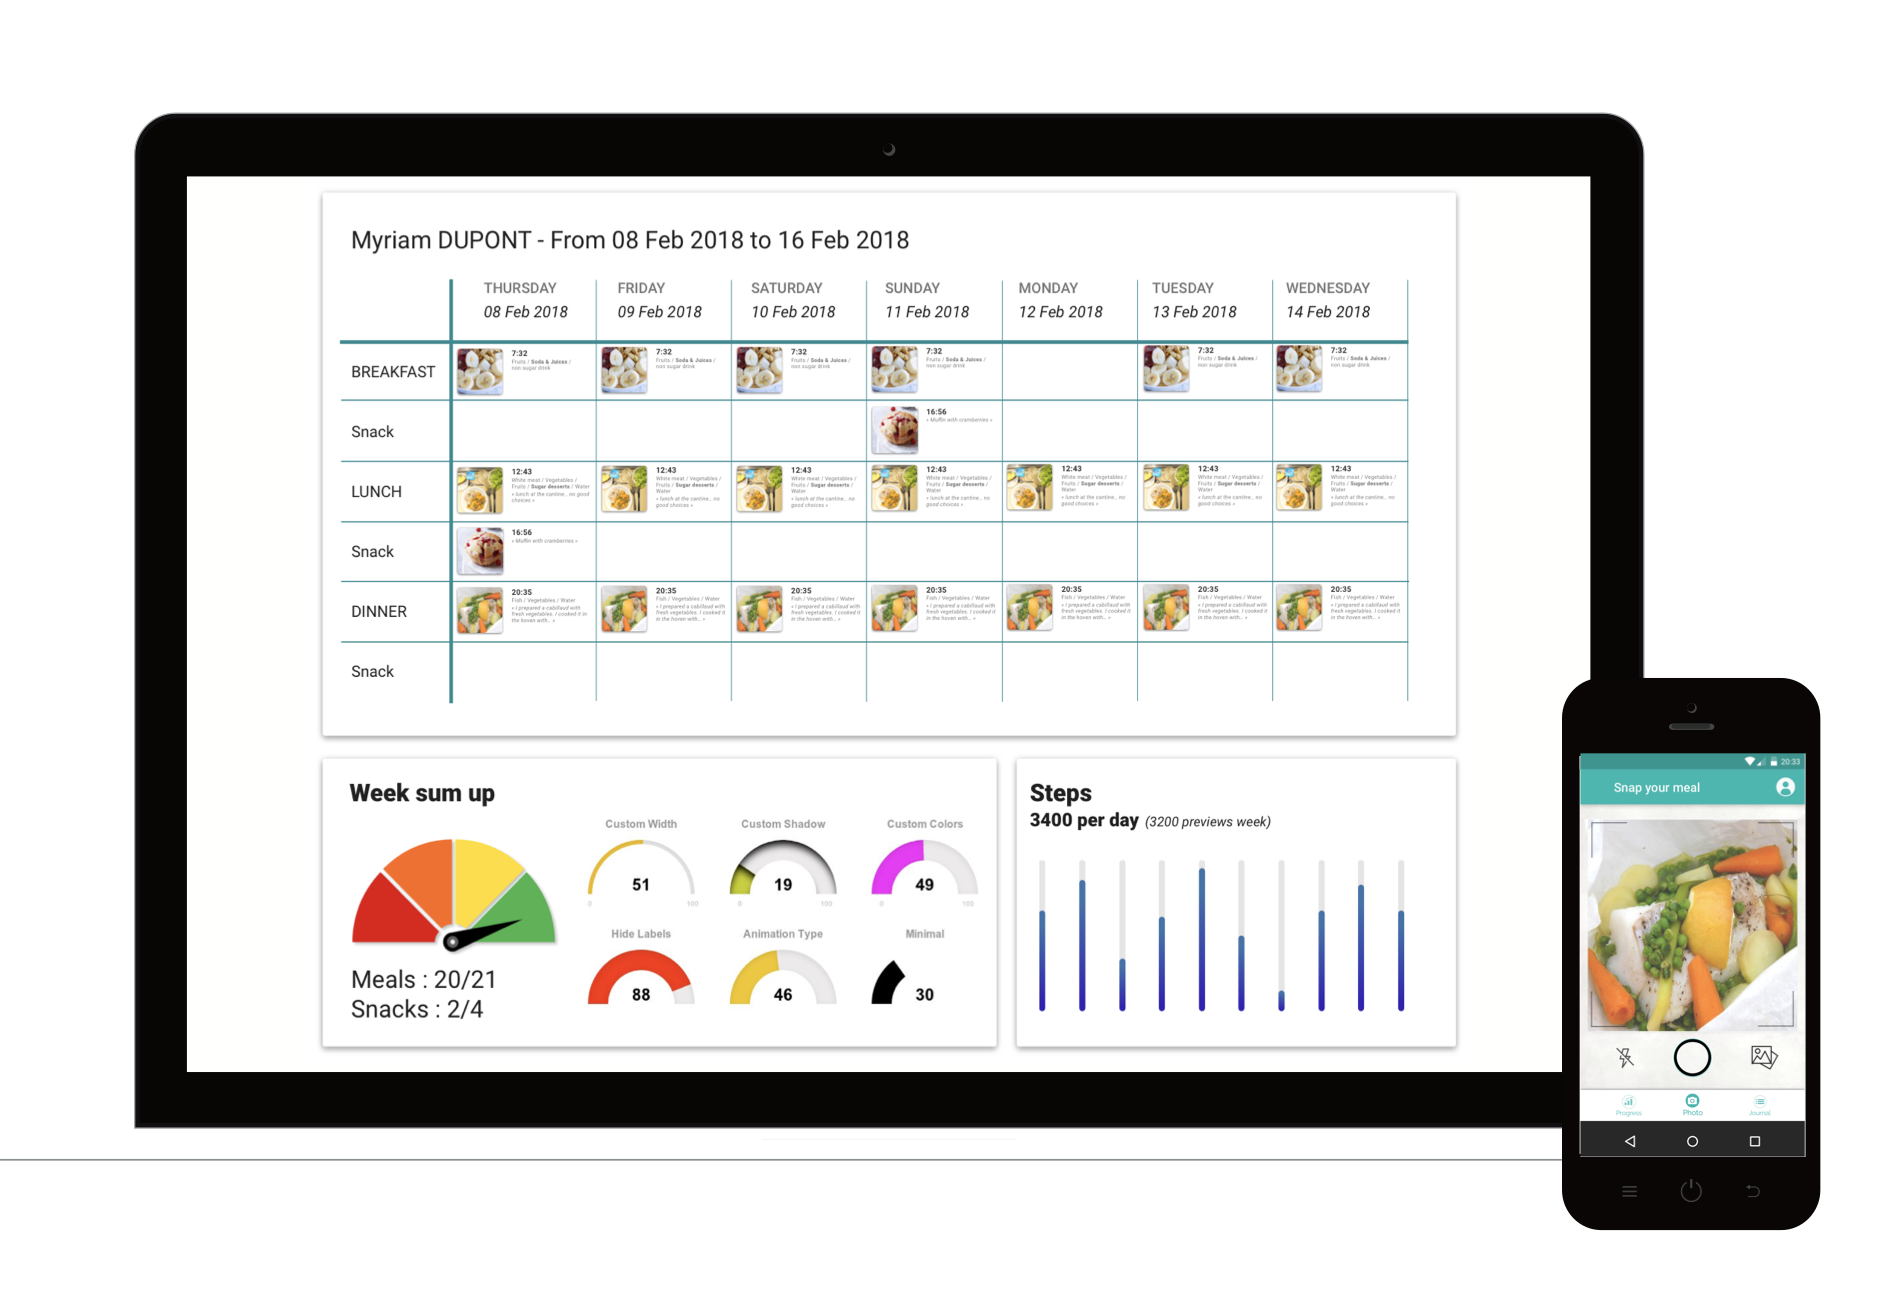 Myriam DUPONT - From 08 Feb 2018 to 16 Feb 2018
THURSDAY FRIDAY SATURDAY SUNDAY MONDAY TUESDAY WEDNESDAY
08 Feb 2018 09 Feb 2018 10 Feb 2018 11 Feb 2018 12 Feb 2018 13 Feb 2018 14 Feb 2018
BREAKFAST
7:32
Fruits / Soda & Juices /
non sugar drink
7:32
Fruits / Soda & Juices /
non sugar drink
7:32
Fruits / Soda & Juices /
non sugar drink
7:32
Fruits / Soda & Juices /
non sugar drink
7:32
Fruits / Soda & Juices /
non sugar drink
7:32
Fruits / Soda & Juices /
non sugar drink
Snack
16:56
« Muffin with cramberries »
LUNCH
12:43
White meat / Vegetables /
Fruits / Sugar desserts / Water
« lunch at the cantine... no good
choices »
12:43
White meat / Vegetables /
Fruits / Sugar desserts /
Water
« lunch at the cantine... no
good choices »
12:43
White meat / Vegetables /
Fruits / Sugar desserts /
Water
« lunch at the cantine... no
good choices »
12:43
White meat / Vegetables /
Fruits / Sugar desserts /
Water
« lunch at the cantine... no
good choices »
12:43
White meat / Vegetables /
Fruits / Sugar desserts /
Water
« lunch at the cantine... no
good choices »
12:43
White meat / Vegetables /
Fruits / Sugar desserts /
Water
« lunch at the cantine... no
good choices »
12:43
White meat / Vegetables /
Fruits / Sugar desserts /
Water
« lunch at the cantine... no
good choices »
Snack
16:56
« Muffin with cramberries »
DINNER
20:35
Fish / Vegetables / Water
« I prepared a cabillaud with
fresh vegetables. I cooked it in
the hoven with... »
20:35
Fish / Vegetables / Water
« I prepared a cabillaud with
fresh vegetables. I cooked it
in the hoven with... »
20:35
Fish / Vegetables / Water
« I prepared a cabillaud with
fresh vegetables. I cooked it
in the hoven with... »
20:35
Fish / Vegetables / Water
« I prepared a cabillaud with
fresh vegetables. I cooked it
in the hoven with... »
20:35
Fish / Vegetables / Water
« I prepared a cabillaud with
fresh vegetables. I cooked it
in the hoven with... »
20:35
Fish / Vegetables / Water
« I prepared a cabillaud with
fresh vegetables. I cooked it
in the hoven with... »
20:35
Fish / Vegetables / Water
« I prepared a cabillaud with
fresh vegetables. I cooked it
in the hoven with... »
Snack
Week sum up
Meals : 20/21
Snacks : 2/4
Custom Width Custom Shadow Custom Colors
51 19 49
0 100 0 100 0 100
Hide Labels Animation Type Minimal
88 46 30
Steps
3400 per day (3200 previews week)
20:33
Snap your meal
Progress Photo Journal